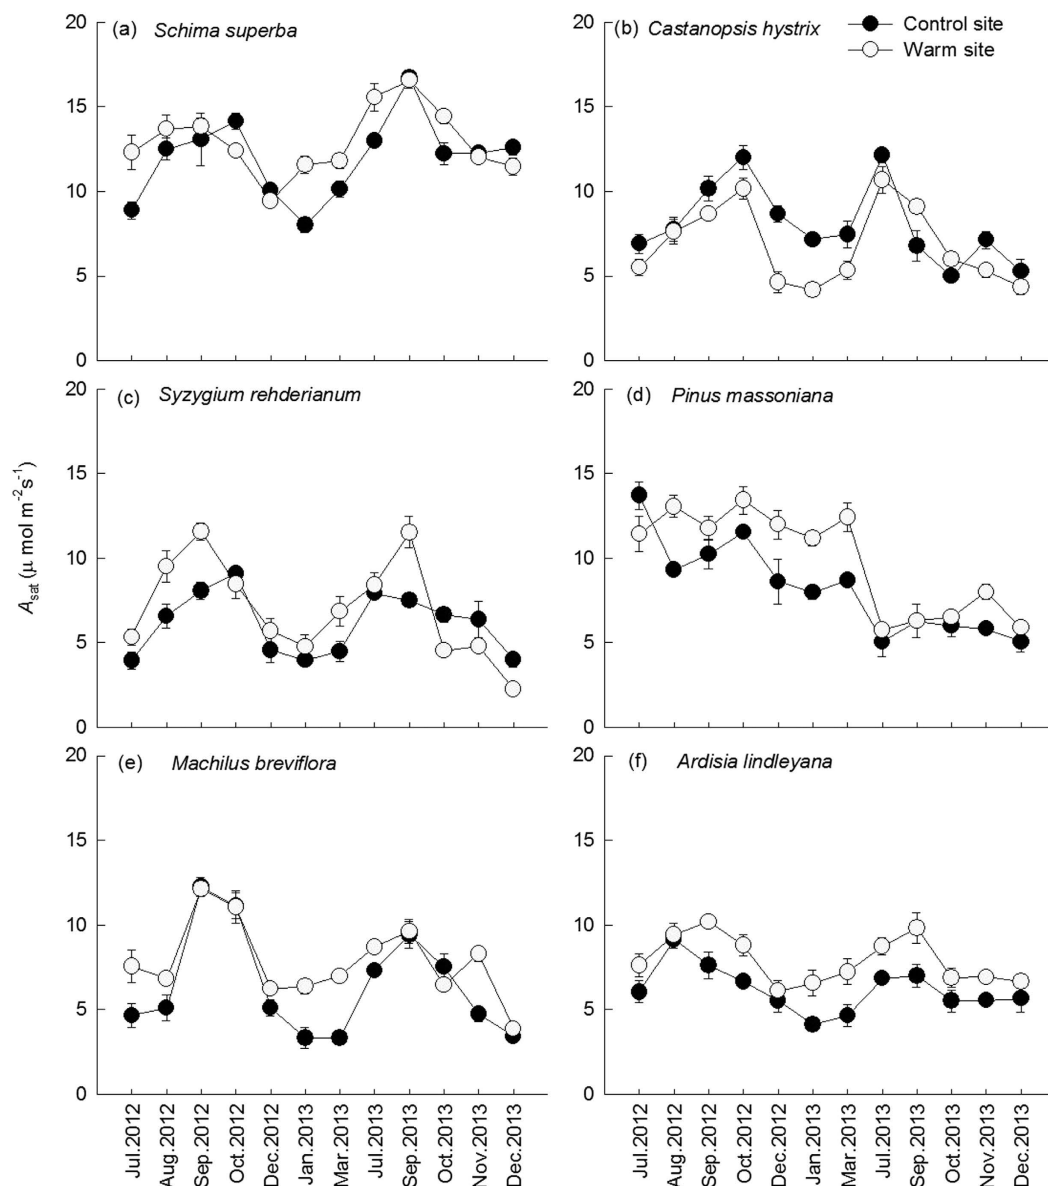 (a) Schima superba
20
15
10
5
0
(b) Castanopsis hystrix
Control site
Warm site
20
15
10
5
0
(c) Syzygium rehderianum
20
15
10
5
0
(d) Pinus massoniana
20
15
10
5
0
A_sat (μ mol m⁻²s⁻¹)
(e) Machilus breviflora
20
15
10
5
0
(f) Ardisia lindleyana
20
15
10
5
0
Jul.2012
Aug.2012
Sep.2012
Oct.2012
Dec.2012
Jan.2013
Mar.2013
Jul.2013
Sep.2013
Oct.2013
Nov.2013
Dec.2013
Jul.2012
Aug.2012
Sep.2012
Oct.2012
Dec.2012
Jan.2013
Mar.2013
Jul.2013
Sep.2013
Oct.2013
Nov.2013
Dec.2013